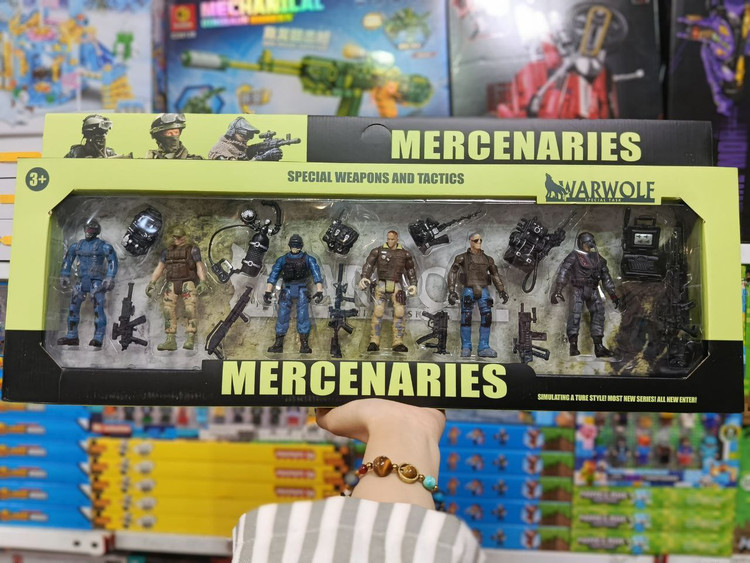 MECHANILAL
MERCENARIES
3+
SPECIAL WEAPONS AND TACTICS
WARWOLF
SPECIAL TASK
MERCENARIES
SIMULATING A TURE STYLE! MOST NEW SERIES! ALL NEW ENTER!